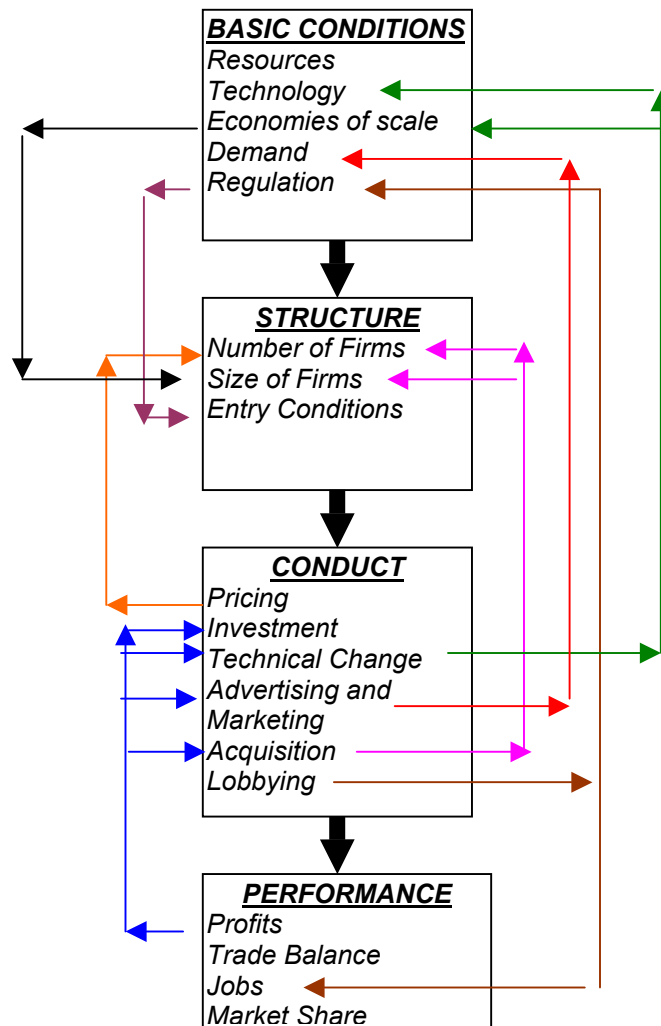 BASIC CONDITIONS
Resources
Technology
Economies of scale
Demand
Regulation
STRUCTURE
Number of Firms
Size of Firms
Entry Conditions
CONDUCT
Pricing
Investment
Technical Change
Advertising and
Marketing
Acquisition
Lobbying
PERFORMANCE
Profits
Trade Balance
Jobs
Market Share